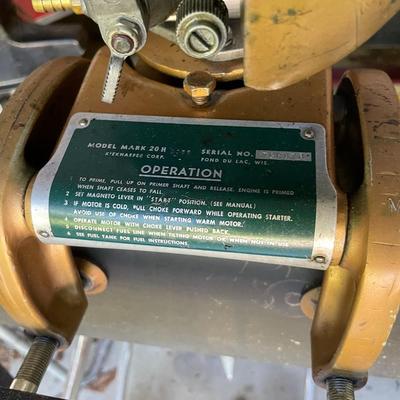 MODEL MARK 20H SERIAL NO.
KIEKHAEFER CORP. FOND DU LAC, WIS.
OPERATION
1 TO PRIME, PULL UP ON PRIMER SHAFT AND RELEASE. ENGINE IS PRIMED
WHEN SHAFT CEASES TO FALL.
2 SET MAGNETO LEVER IN "START" POSITION. (SEE MANUAL)
3 IF MOTOR IS COLD, PULL CHOKE FORWARD WHILE OPERATING STARTER.
AVOID USE OF CHOKE WHEN STARTING WARM MOTOR.
4 OPERATE MOTOR WITH CHOKE LEVER PUSHED BACK.
5 DISCONNECT FUEL LINE WHEN TILTING MOTOR OR WHEN NOT IN USE
6 SEE FUEL TANK FOR FUEL INSTRUCTIONS.